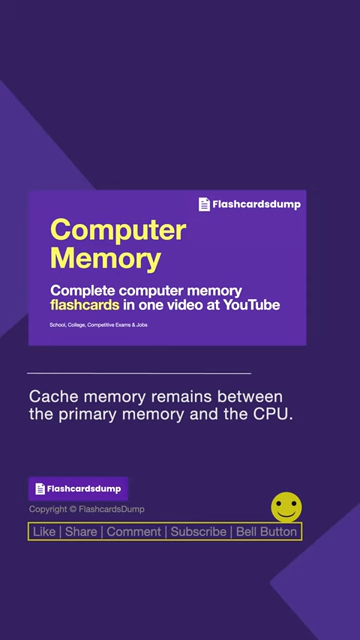 Flashcardsdump
Computer
Memory
Complete computer memory
flashcards in one video at YouTube
School, College, Competitive Exams & Jobs
Cache memory remains between
the primary memory and the CPU.
Flashcardsdump
Copyright © FlashcardsDump
Like | Share | Comment | Subscribe | Bell Button